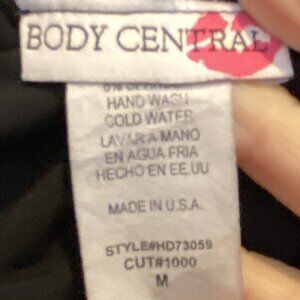 BODY CENTRAL
HAND WASH
COLD WATER
LAVAR A MANO
EN AGUA FRIA
HECHO EN EE.UU
MADE IN U.S.A.
STYLE#HD73059
CUT#1000
M